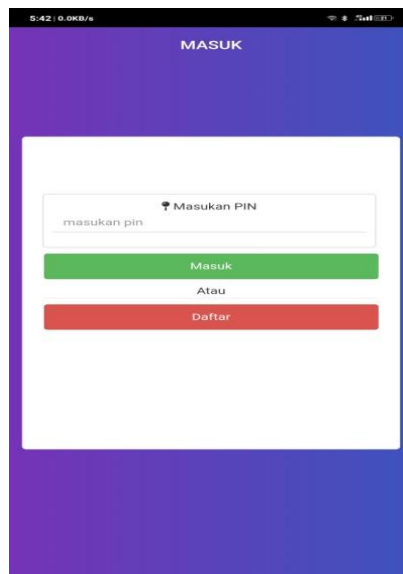 5:42 | 0.0KB/s
MASUK
Masukan PIN
masukan pin
Masuk
Atau
Daftar